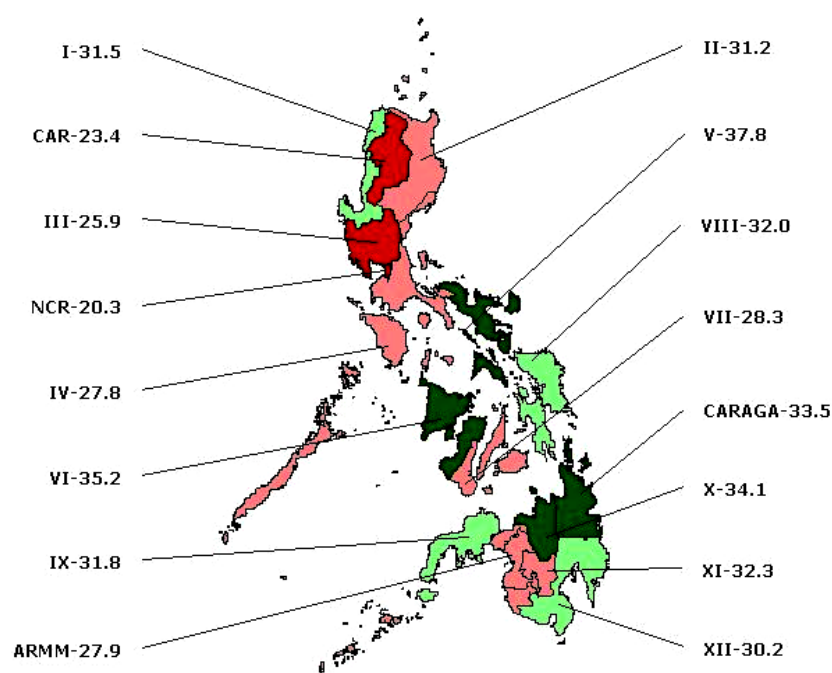 I-31.5
CAR-23.4
III-25.9
NCR-20.3
IV-27.8
VI-35.2
IX-31.8
ARMM-27.9
II-31.2
V-37.8
VIII-32.0
VII-28.3
CARAGA-33.5
X-34.1
XI-32.3
XII-30.2